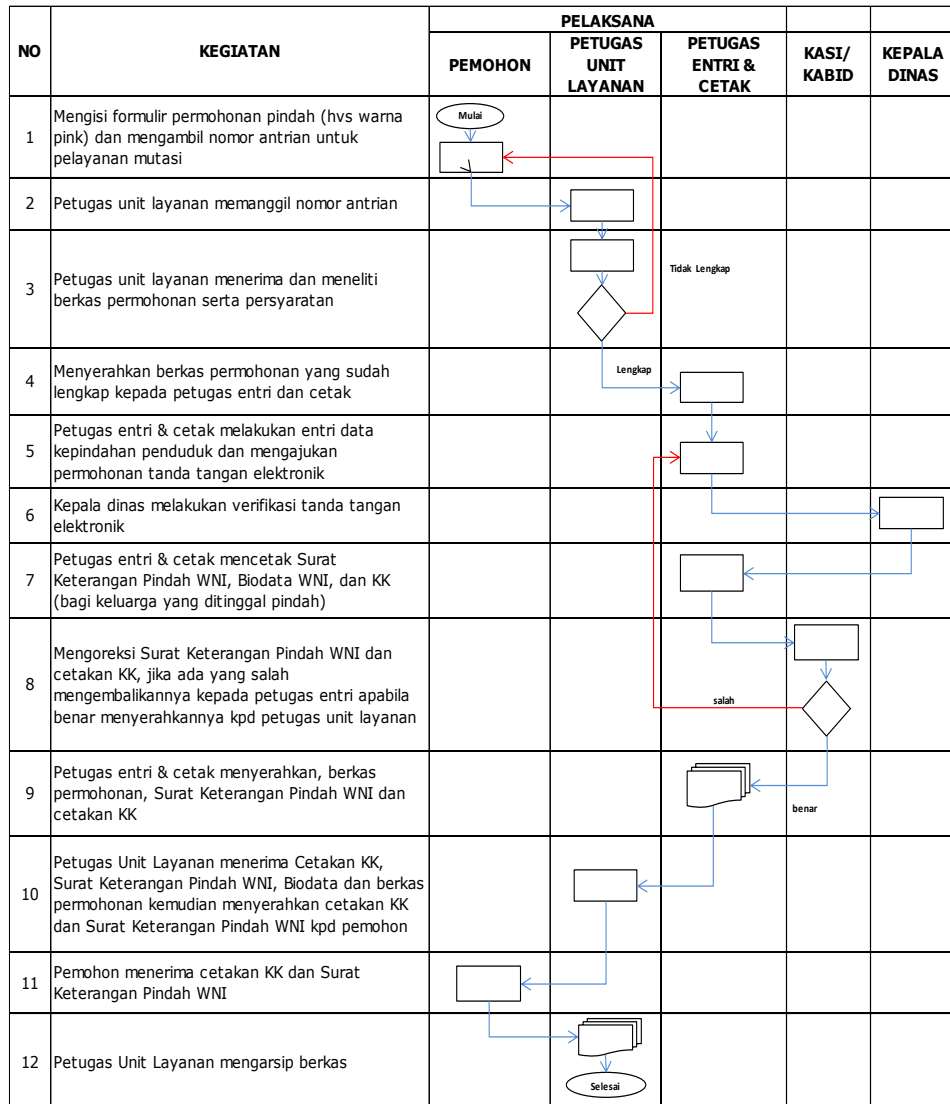 PELAKSANA
NO
KEGIATAN
PEMOHON
PETUGAS
UNIT
LAYANAN
PETUGAS
ENTRI &
CETAK
KASI/
KABID
KEPALA
DINAS
1
Mengisi formulir permohonan pindah (hvs warna
pink) dan mengambil nomor antrian untuk
pelayanan mutasi
Mulai
2
Petugas unit layanan memanggil nomor antrian
3
Petugas unit layanan menerima dan meneliti
berkas permohonan serta persyaratan
Tidak Lengkap
4
Menyerahkan berkas permohonan yang sudah
lengkap kepada petugas entri dan cetak
Lengkap
5
Petugas entri & cetak melakukan entri data
kepindahan penduduk dan mengajukan
permohonan tanda tangan elektronik
6
Kepala dinas melakukan verifikasi tanda tangan
elektronik
7
Petugas entri & cetak mencetak Surat
Keterangan Pindah WNI, Biodata WNI, dan KK
(bagi keluarga yang ditinggal pindah)
8
Mengoreksi Surat Keterangan Pindah WNI dan
cetakan KK, jika ada yang salah
mengembalikannya kepada petugas entri apabila
benar menyerahkannya kpd petugas unit layanan
salah
9
Petugas entri & cetak menyerahkan, berkas
permohonan, Surat Keterangan Pindah WNI dan
cetakan KK
benar
10
Petugas Unit Layanan menerima Cetakan KK,
Surat Keterangan Pindah WNI, Biodata dan berkas
permohonan kemudian menyerahkan cetakan KK
dan Surat Keterangan Pindah WNI kpd pemohon
11
Pemohon menerima cetakan KK dan Surat
Keterangan Pindah WNI
12
Petugas Unit Layanan mengarsip berkas
Selesai